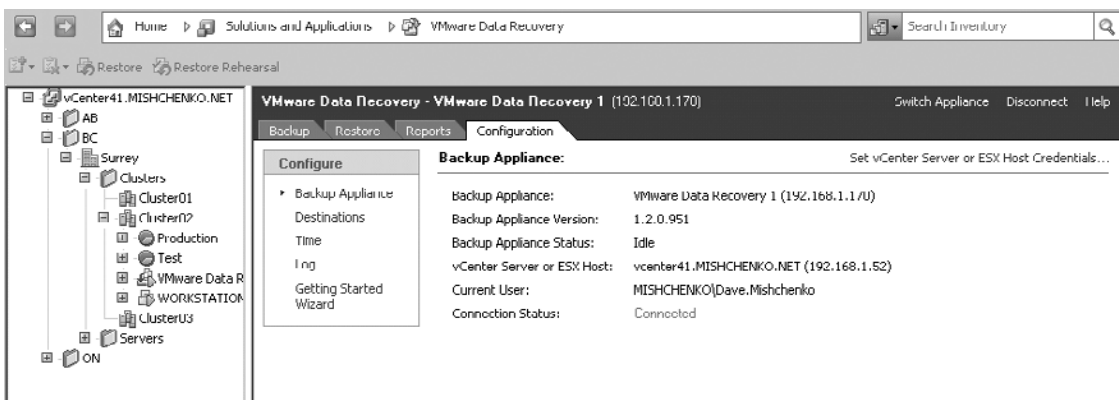 Home Solutions and Applications VMware Data Recovery Search Inventory
Restore Restore Rehearsal
vCenter41.MISHCHENKO.NET
AB
BC
Surrey
Clusters
Cluster01
Cluster02
Production
Test
VMware Data R
WORKSTATION
Cluster03
Servers
ON
VMware Data Recovery - VMware Data Recovery 1 (192.168.1.170) Switch Appliance Disconnect Help
Backup Restore Reports Configuration
Configure
Backup Appliance
Destinations
Time
Log
Getting Started
Wizard
Backup Appliance: Set vCenter Server or ESX Host Credentials...
Backup Appliance: VMware Data Recovery 1 (192.168.1.170)
Backup Appliance Version: 1.2.0.951
Backup Appliance Status: Idle
vCenter Server or ESX Host: vcenter41.MISHCHENKO.NET (192.168.1.52)
Current User: MISHCHENKO\Dave.Mishchenko
Connection Status: Connected